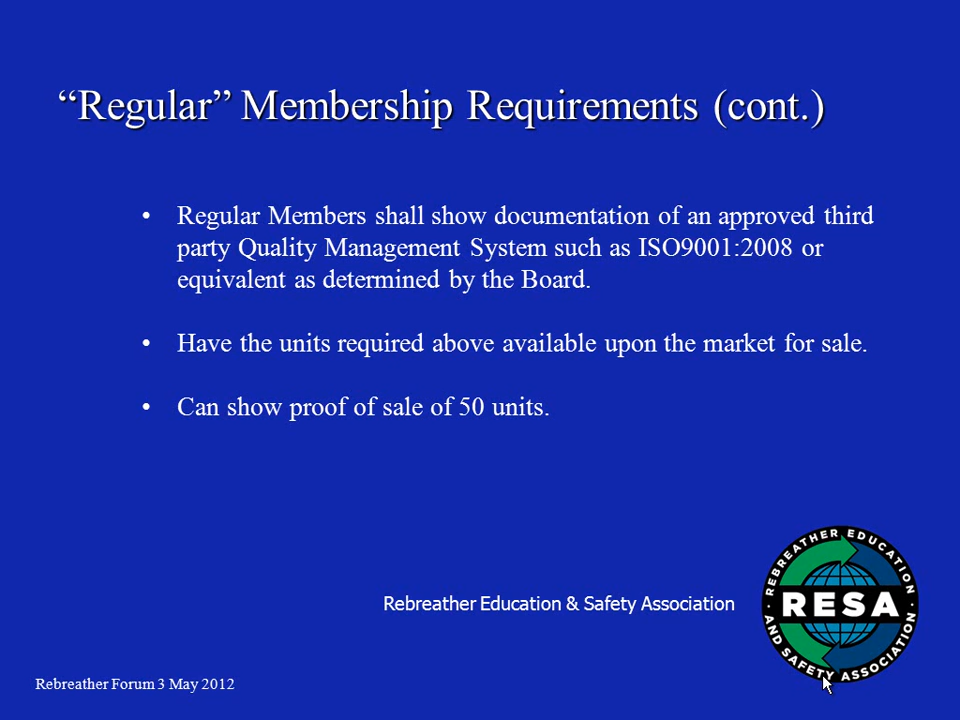 “Regular” Membership Requirements (cont.)
• Regular Members shall show documentation of an approved third
party Quality Management System such as ISO9001:2008 or
equivalent as determined by the Board.
• Have the units required above available upon the market for sale.
• Can show proof of sale of 50 units.
Rebreather Education & Safety Association
REBREATHER EDUCATION
RESA
AND SAFETY ASSOCIATION
Rebreather Forum 3 May 2012